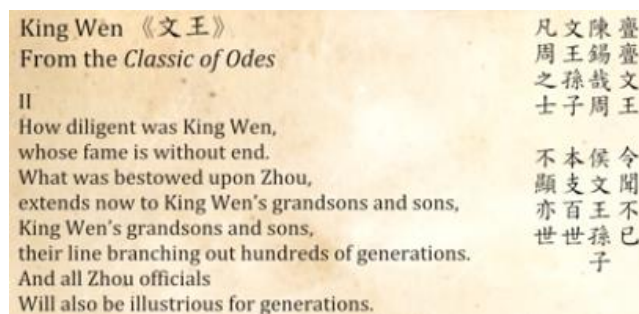 King Wen 《文王》
From the Classic of Odes
II
How diligent was King Wen,
whose fame is without end.
What was bestowed upon Zhou,
extends now to King Wen's grandsons and sons,
King Wen's grandsons and sons,
their line branching out hundreds of generations.
And all Zhou officials
Will also be illustrious for generations.
亹亹文王 令聞不已
陳錫哉周 侯文王孫子
文王孫子 本支百世
凡周之士 不顯亦世